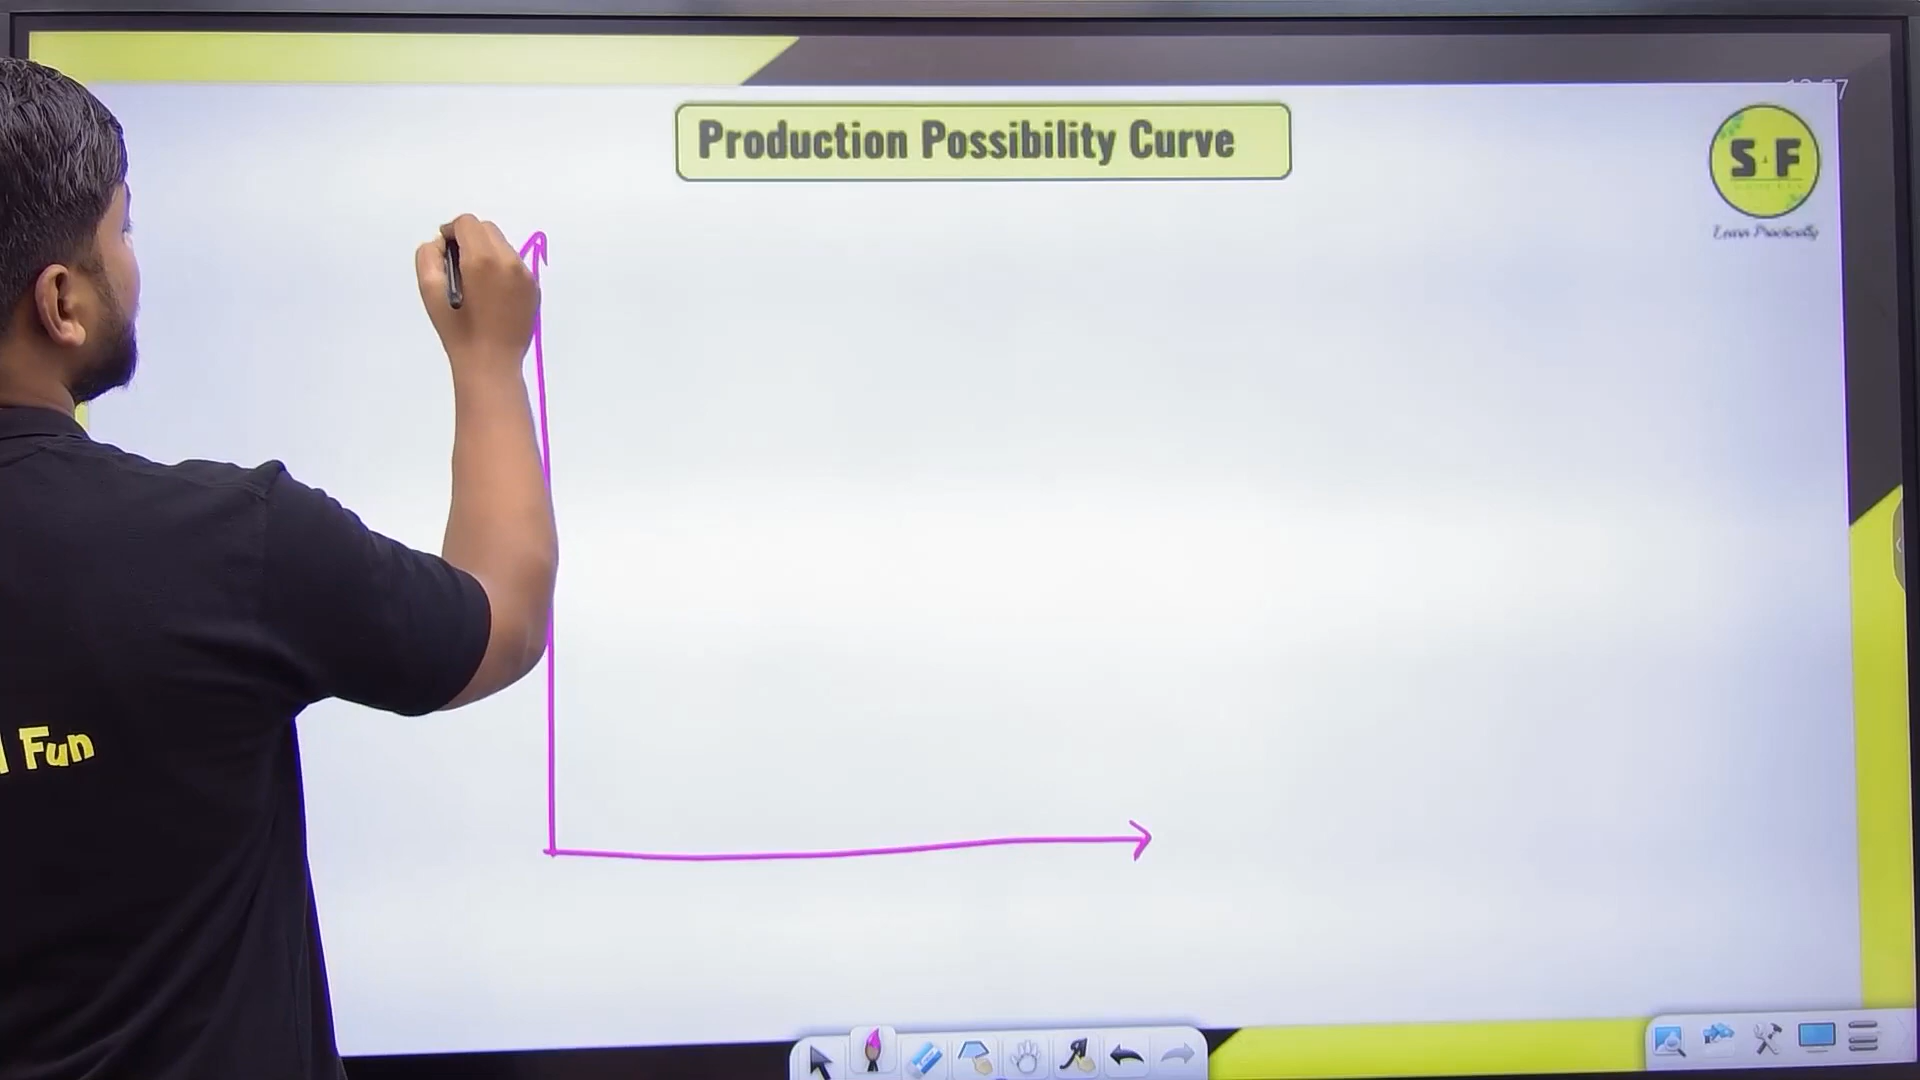 Production Possibility Curve
S F
Learn Practically
Fun